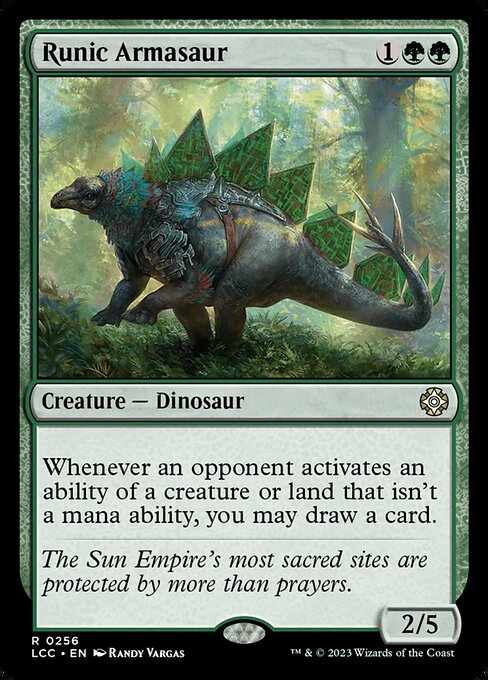 Runic Armasaur 1
Creature — Dinosaur
Whenever an opponent activates an
ability of a creature or land that isn't
a mana ability, you may draw a card.
The Sun Empire's most sacred sites are
protected by more than prayers.
2/5
R 0256
LCC • EN RANDY VARGAS
™ & © 2023 Wizards of the Coast